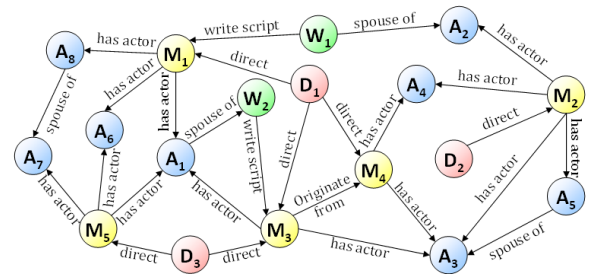 write script
spouse of
W1
A2
has actor
A8
has actor
M1
direct
has actor
has actor
spouse of
W2
D1
A4
has actor
M2
spouse of
A6
write script
direct
direct
has actor
direct
D2
has actor
A7
has actor
has actor
has actor
A1
Originate
from
M4
has actor
has actor
A5
M5
M3
has actor
spouse of
direct
D3
direct
has actor
A3